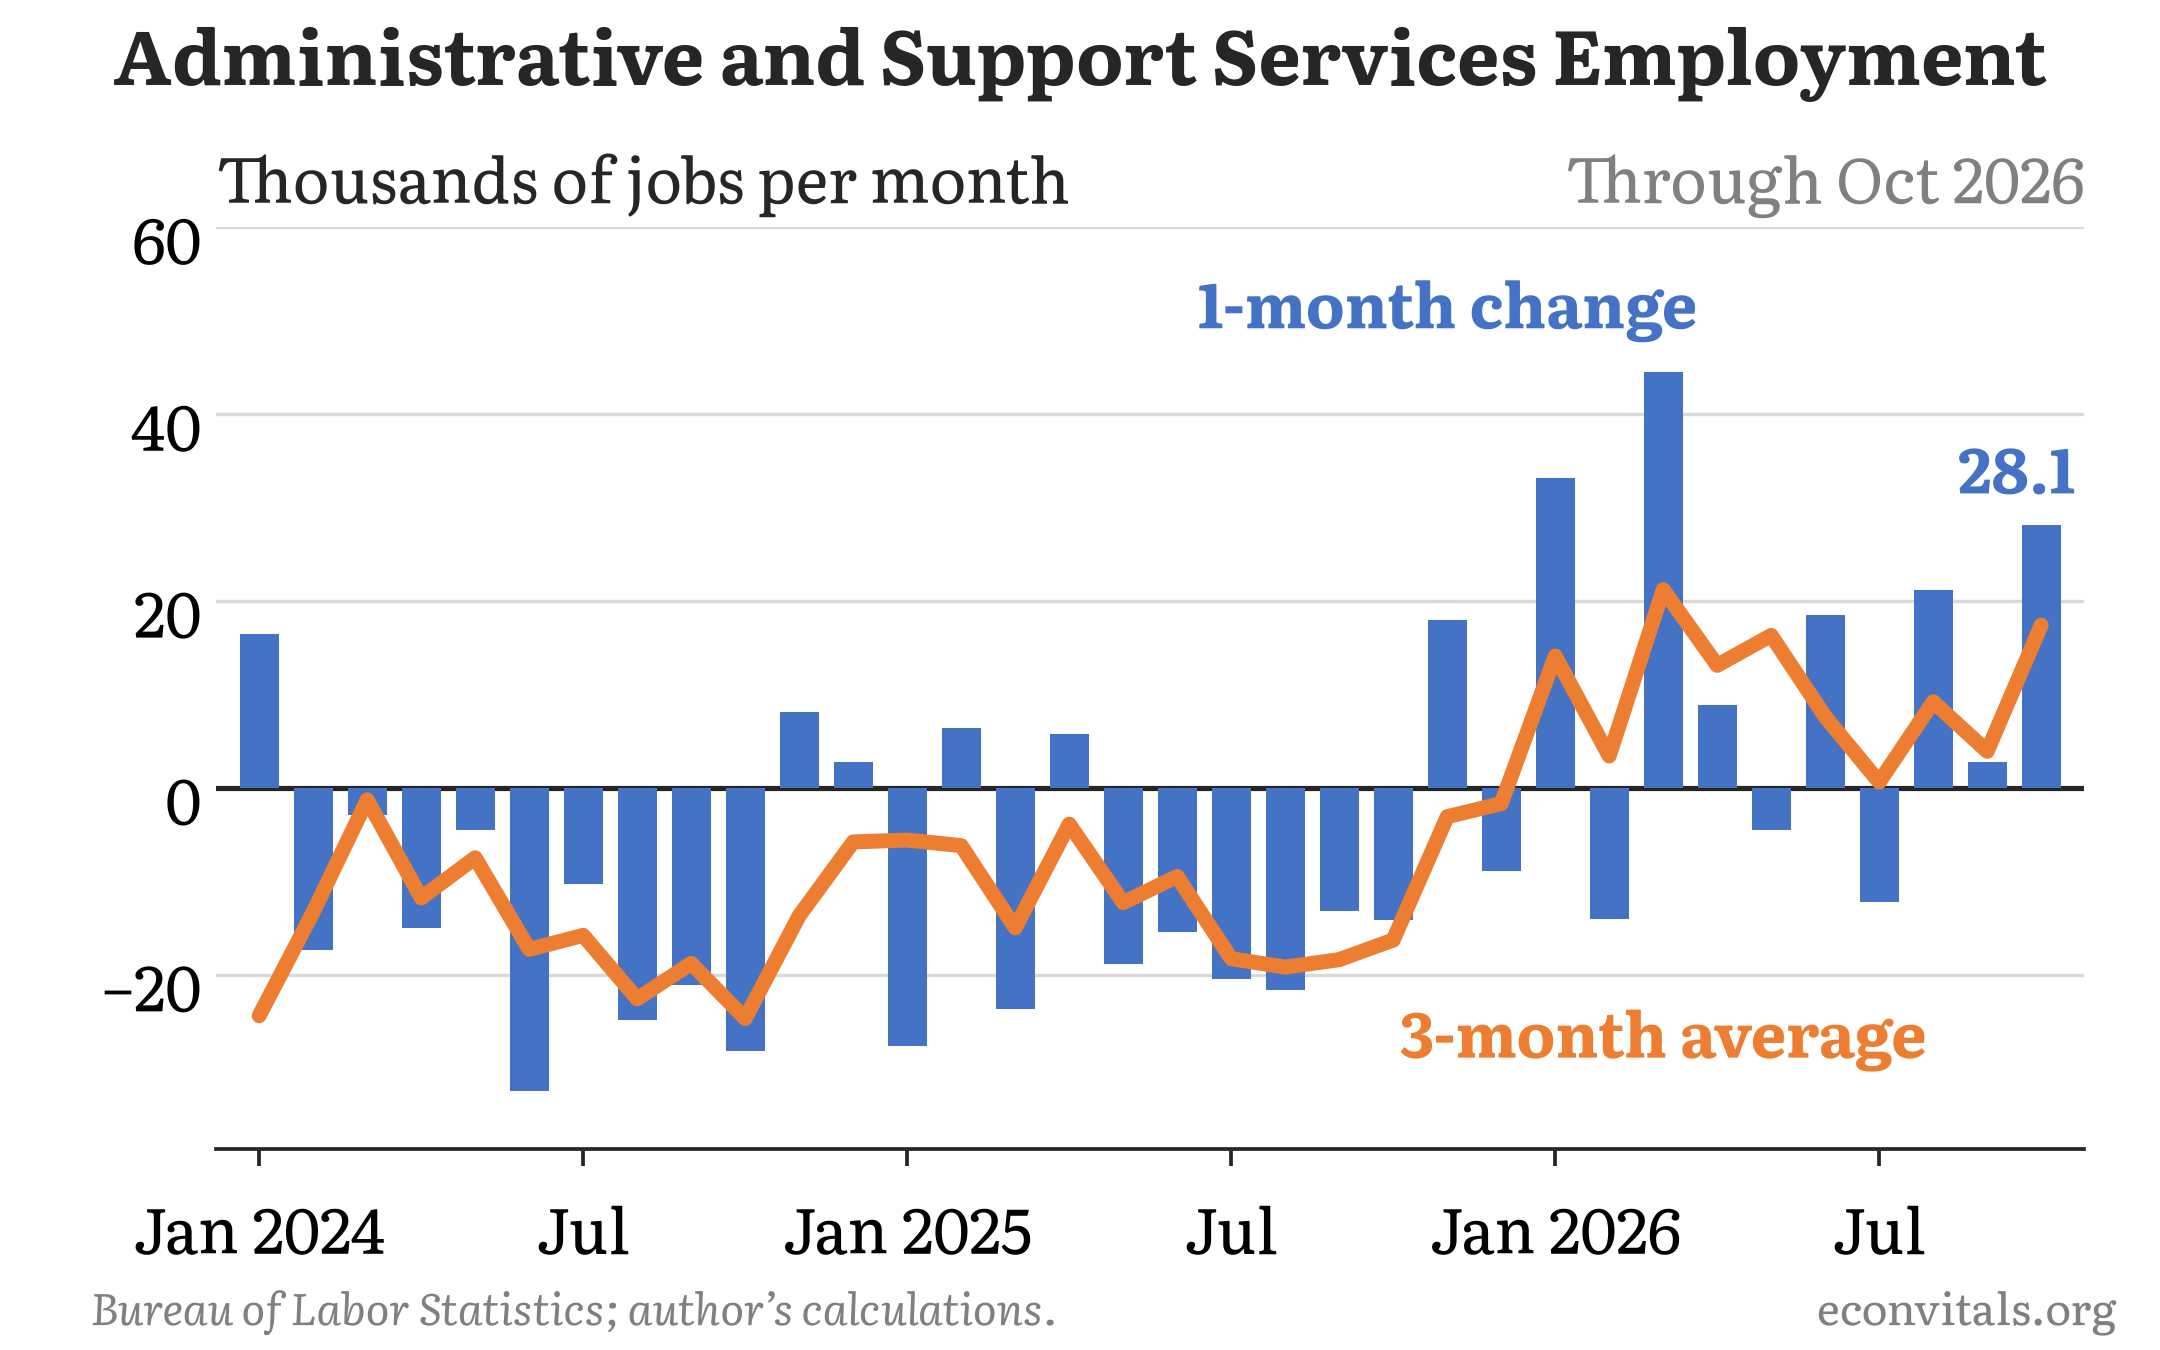 Administrative and Support Services Employment
Thousands of jobs per month
Through Oct 2026
60
1-month change
40
28.1
20
0
−20
3-month average
Jan 2024 Jul Jan 2025 Jul Jan 2026 Jul
Bureau of Labor Statistics; author’s calculations.
econvitals.org